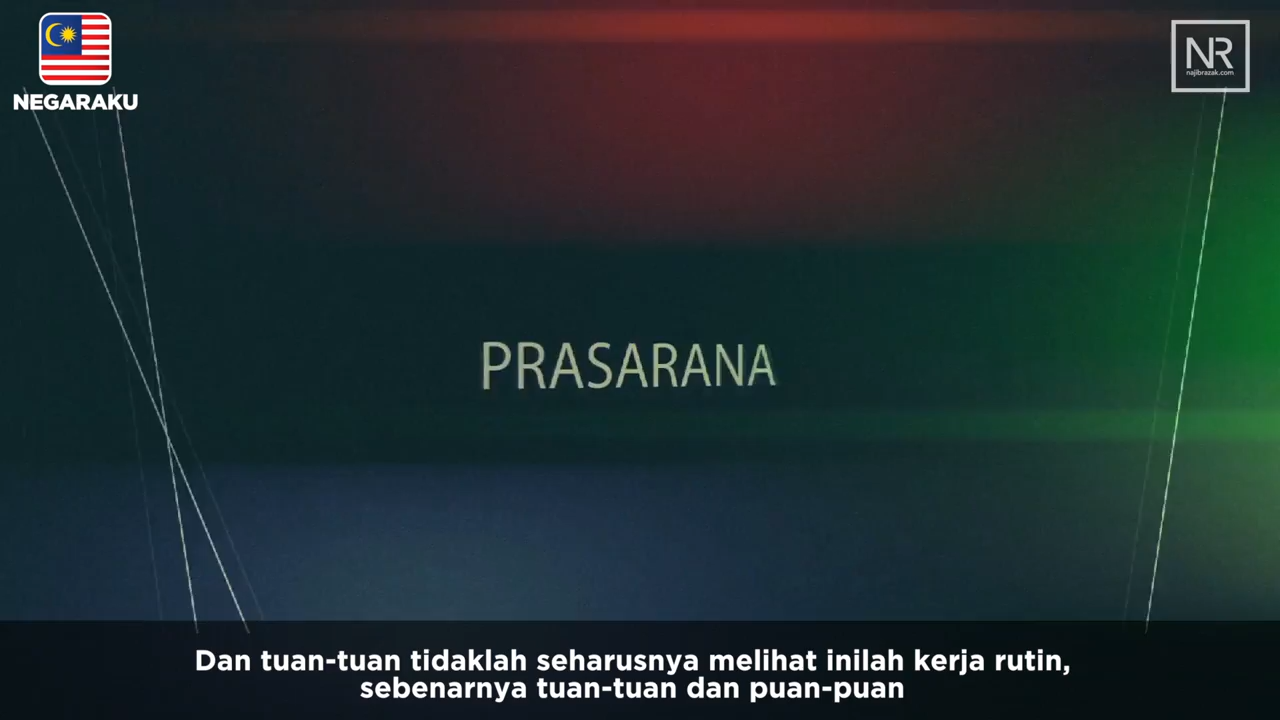 NEGARAKU
NR
najibrazak.com
PRASARANA
Dan tuan-tuan tidaklah seharusnya melihat inilah kerja rutin,
sebenarnya tuan-tuan dan puan-puan